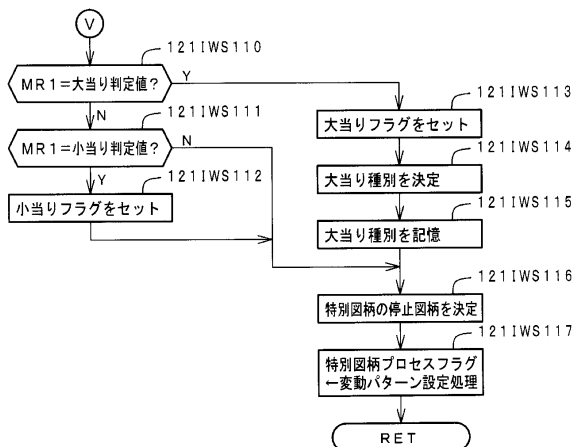 V
121IWS110
MR1=大当り判定値?
Y
N
121IWS111
MR1=小当り判定値?
N
Y
121IWS112
小当りフラグをセット
121IWS113
大当りフラグをセット
121IWS114
大当り種別を決定
121IWS115
大当り種別を記憶
121IWS116
特別図柄の停止図柄を決定
121IWS117
特別図柄プロセスフラグ
←変動パターン設定処理
RET